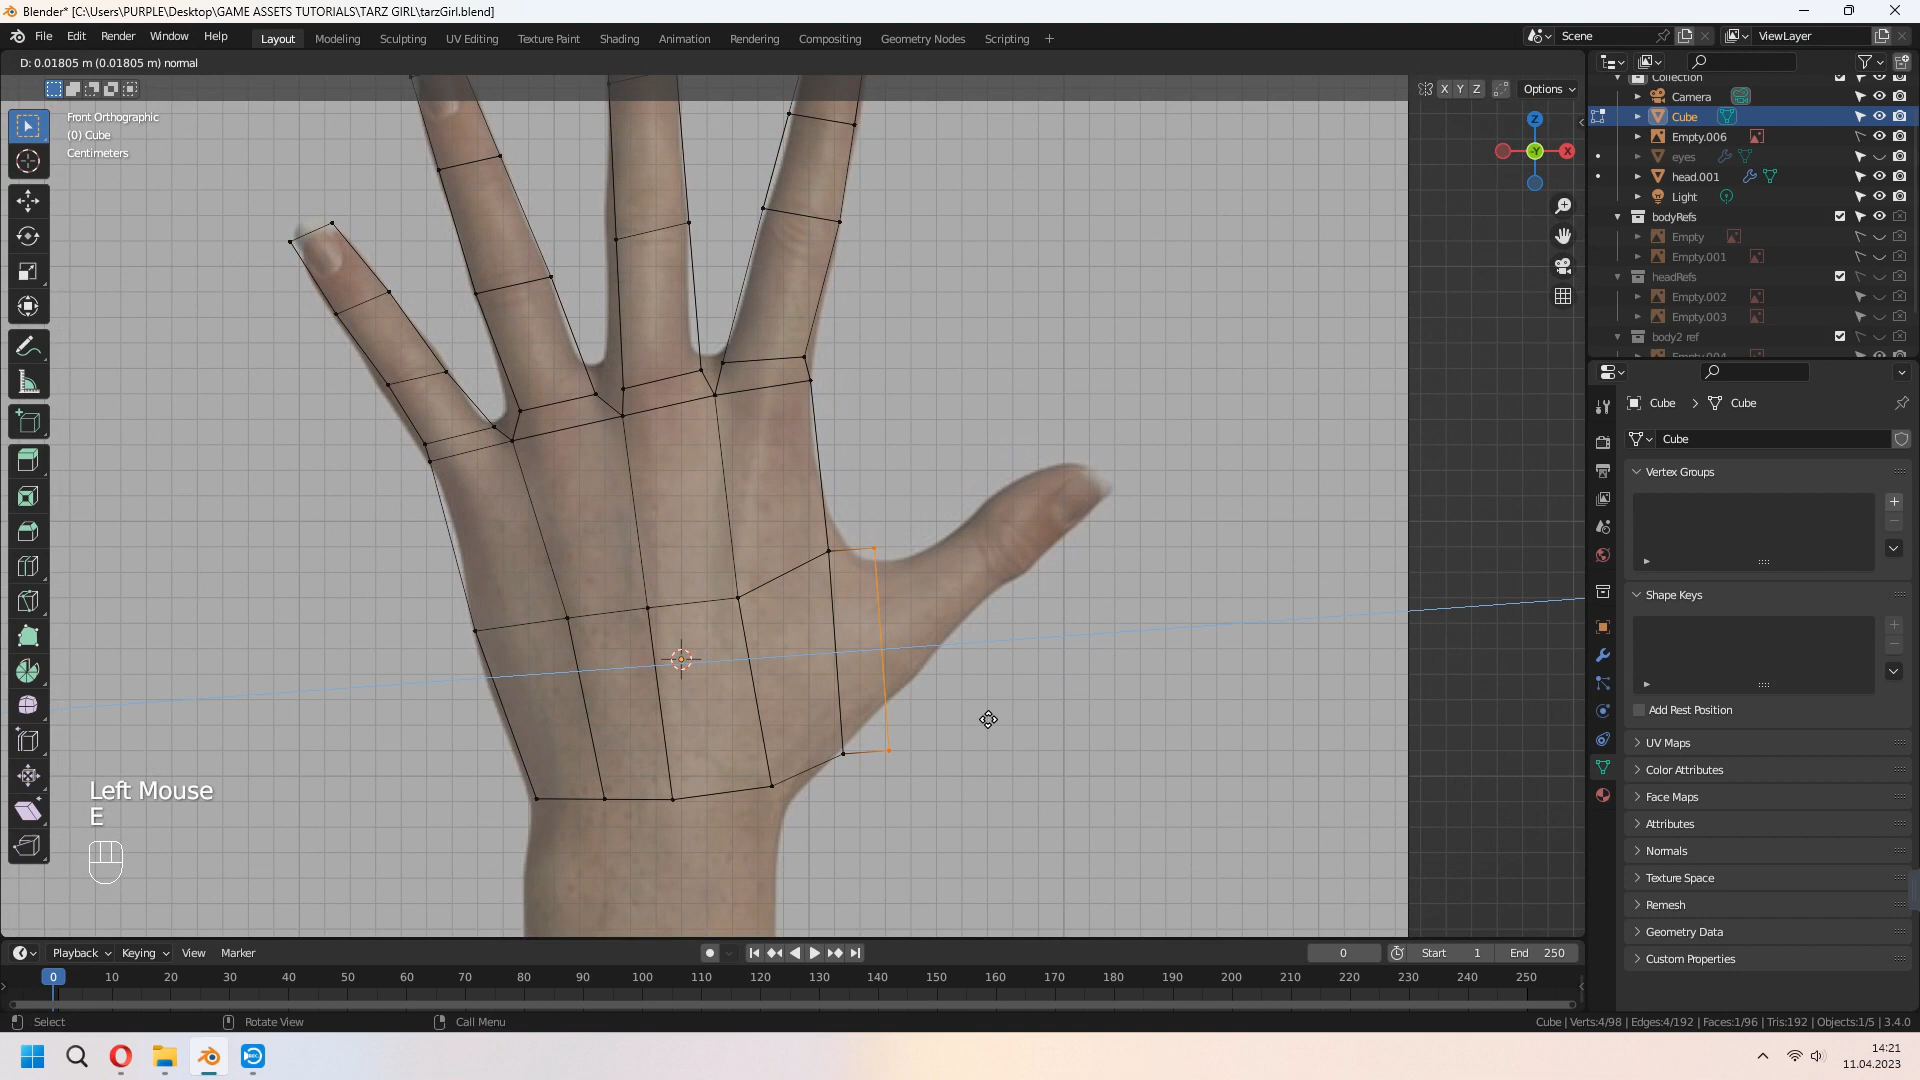 Blender* [C:\Users\PURPLE\Desktop\GAME ASSETS TUTORIALS\TARZ GIRL\tarzGirl.blend]
File Edit Render Window Help
Layout Modeling Sculpting UV Editing Texture Paint Shading Animation Rendering Compositing Geometry Nodes Scripting +
Scene
ViewLayer
D: 0.01805 m (0.01805 m) normal
X Y Z
Options
Front Orthographic
(0) Cube
Centimeters
Z
-Y
X
Left Mouse
E
Collection
Camera
Cube
Empty.006
eyes
head.001
Light
bodyRefs
Empty
Empty.001
headRefs
Empty.002
Empty.003
body2 ref
Empty.004
Cube > Cube
Cube
Vertex Groups
Shape Keys
Add Rest Position
UV Maps
Color Attributes
Face Maps
Attributes
Normals
Texture Space
Remesh
Geometry Data
Custom Properties
Playback Keying View Marker
0
Start 1
End 250
0 10 20 30 40 50 60 70 80 90 100 110 120 130 140 150 160 170 180 190 200 210 220 230 240 250
Select
Rotate View
Call Menu
Cube | Verts:4/98 | Edges:4/192 | Faces:1/96 | Tris:192 | Objects:1/5 | 3.4.0
14:21
11.04.2023